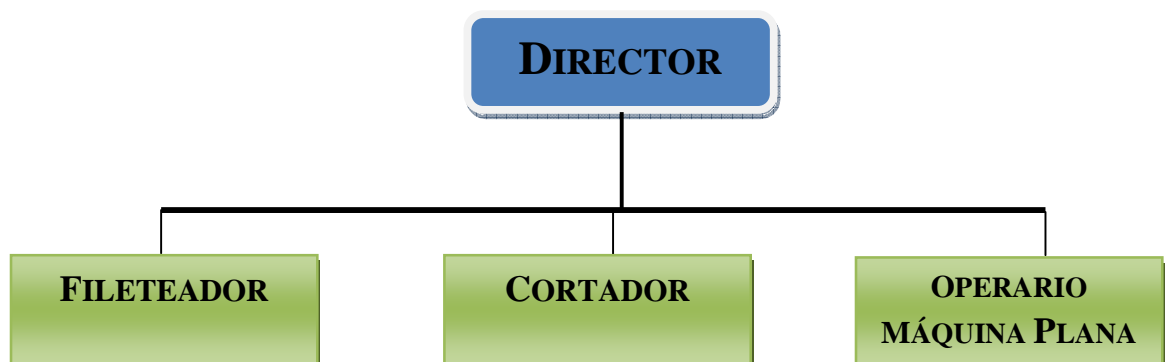 DIRECTOR
FILETEADOR
CORTADOR
OPERARIO
MÁQUINA PLANA